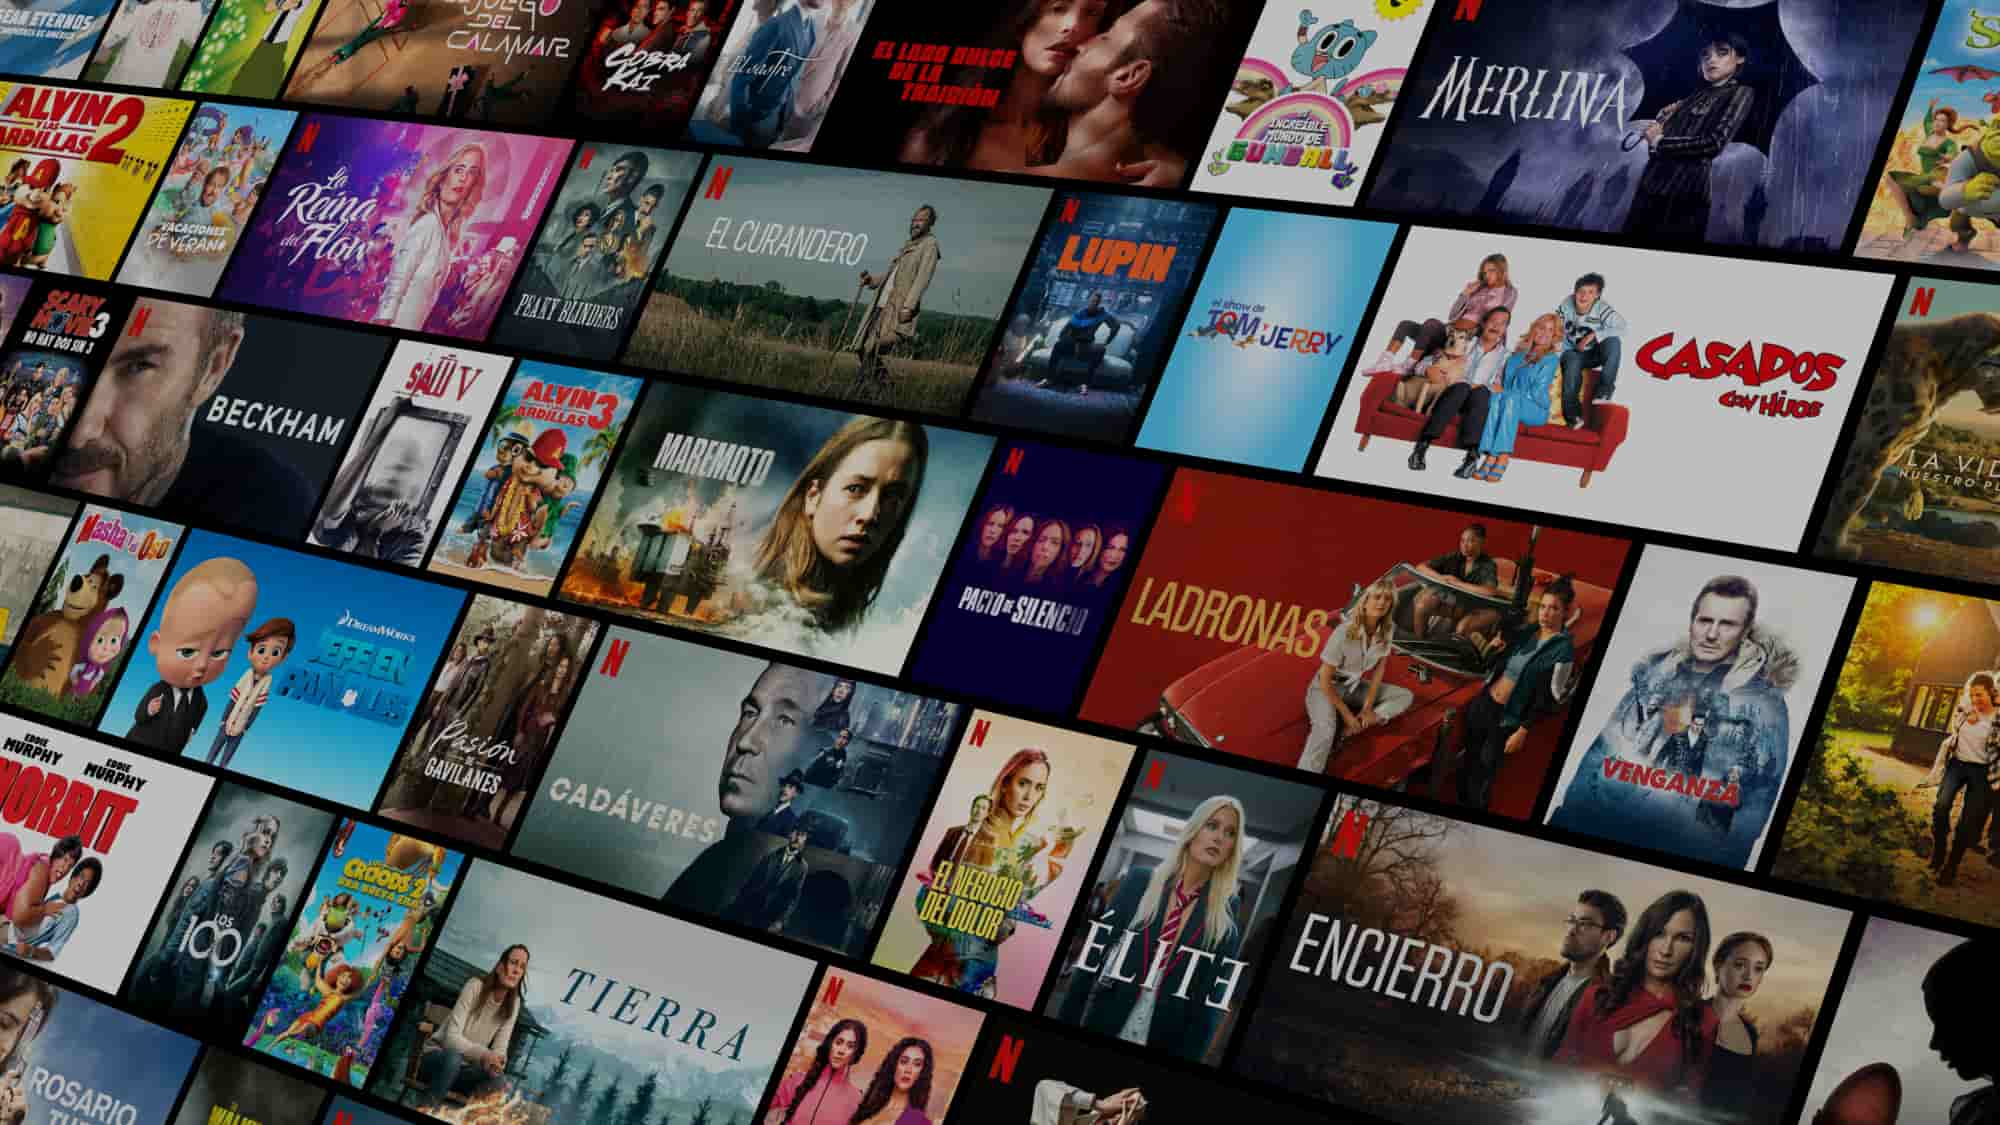 SEAR ETERNOS
JUEGO
DEL
CALAMAR
COBRA
KAI
El sastre
EL LADO DULCE
DE LA
TRAICIÓN
el
INCREÍBLE
MUNDO DE
GUMBALL
N
MERLINA
ALVIN
Y LAS
ARDILLAS 2
VACACIONES
DE VERANO
N
La
Reina
del
Flow
N
PEAKY BLINDERS
N
EL CURANDERO
N
LUPIN
el show de
TOM Y JERRY
CASADOS
CON HIJOS
N
LA VID
NUESTRO PL
SCARY
MOVIE 3
NO HAY DOS SIN 3
N
BECKHAM
SAW V
ALVIN
Y LAS
ARDILLAS 3
MAREMOTO
N
PACTO DE SILENCIO
N
LADRONAS
VENGANZA
Masha y el Oso
DREAMWORKS
JEFE EN
PAÑALES
Pasión
DE
GAVILANES
N
CADÁVERES
N
EL NEGOCIO
DEL DOLOR
N
ÉLITE
N
ENCIERRO
EDDIE
MURPHY
EDDIE
MURPHY
NORBIT
LOS
100
LOS
CROODS 2
UNA NUEVA ERA
TIERRA
N
N
ROSARIO
N